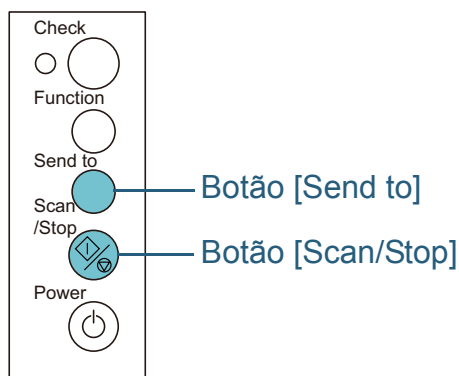 Check
Function
Send to
Botão [Send to]
Scan
/Stop
Botão [Scan/Stop]
Power